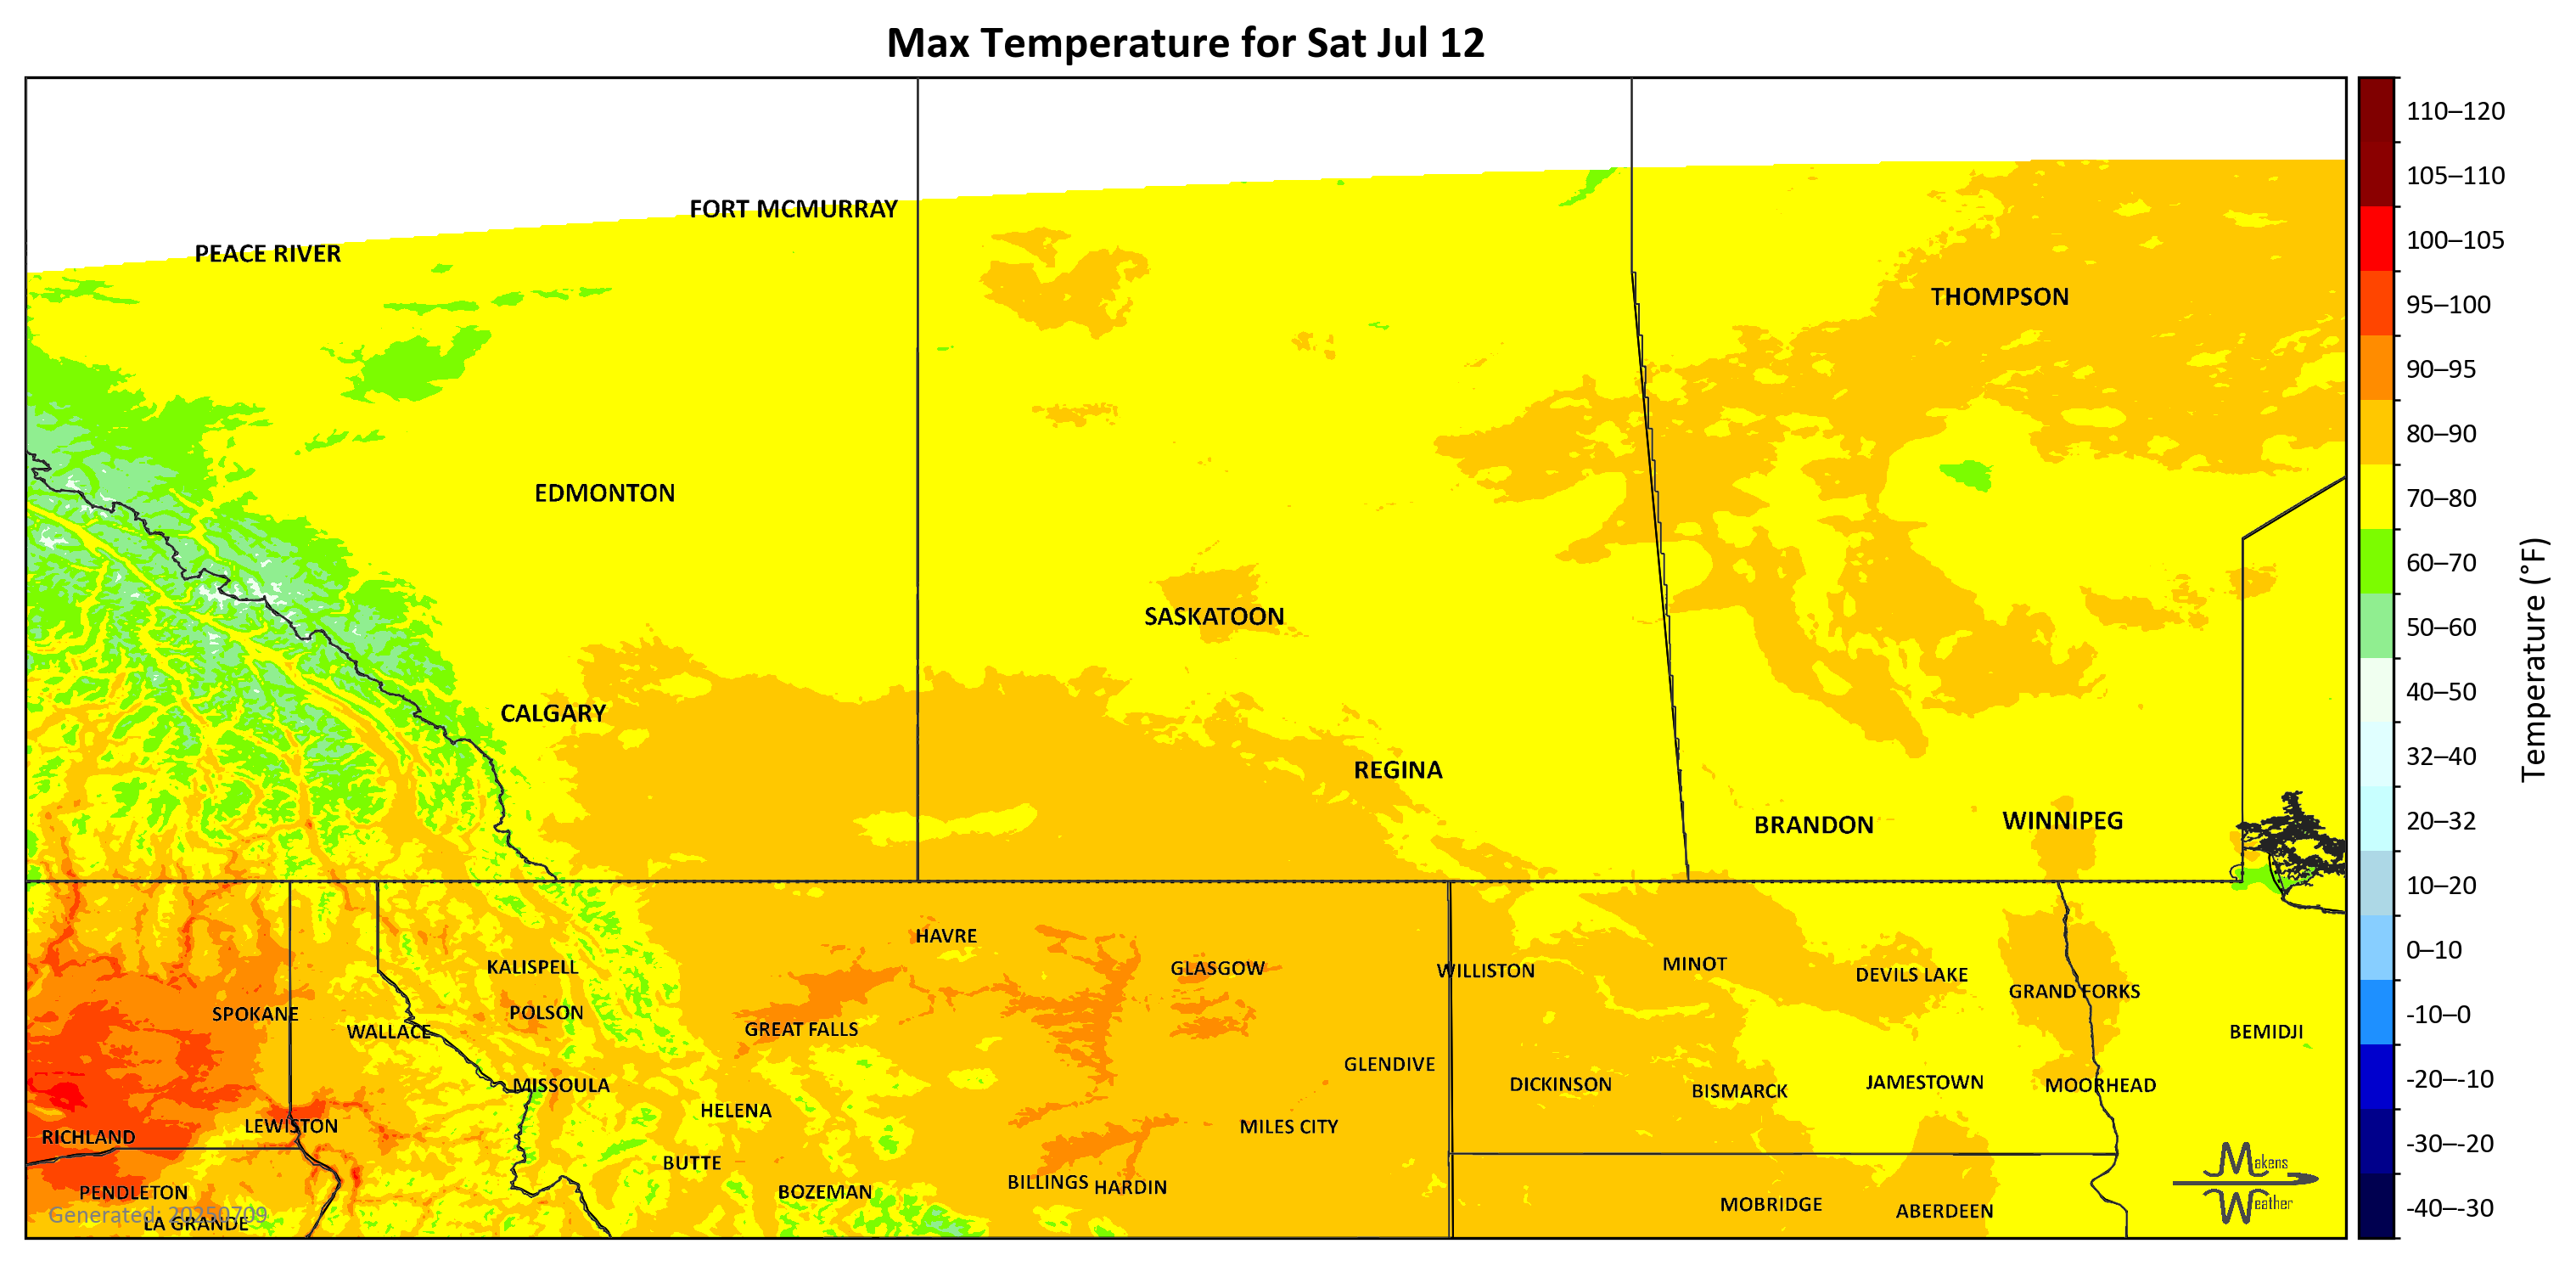 Max Temperature for Sat Jul 12
FORT MCMURRAY
PEACE RIVER
THOMPSON
EDMONTON
SASKATOON
CALGARY
REGINA
BRANDON
WINNIPEG
HAVRE
KALISPELL
GLASGOW
WILLISTON
MINOT
DEVILS LAKE
GRAND FORKS
SPOKANE
POLSON
WALLACE
GREAT FALLS
BEMIDJI
GLENDIVE
MISSOULA
DICKINSON
BISMARCK
JAMESTOWN
MOORHEAD
HELENA
LEWISTON
MILES CITY
RICHLAND
BUTTE
BILLINGS
HARDIN
PENDLETON
BOZEMAN
MOBRIDGE
ABERDEEN
LA GRANDE
Generated: 20250709
Makens
Weather
110–120
105–110
100–105
95–100
90–95
80–90
70–80
60–70
50–60
40–50
32–40
20–32
10–20
0–10
-10–0
-20–-10
-30–-20
-40–-30
Temperature (°F)